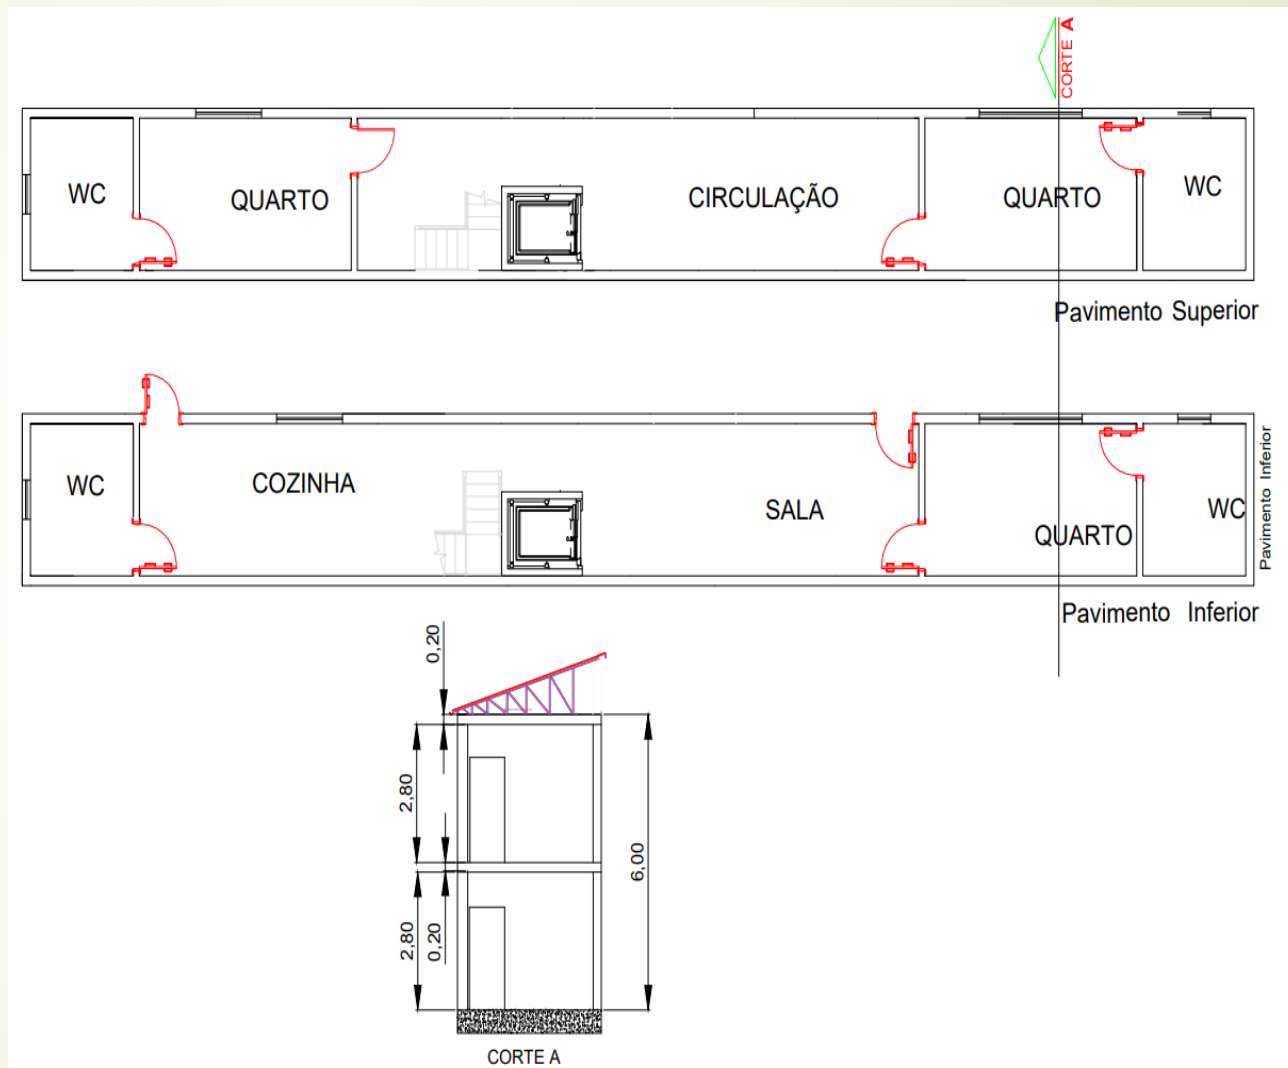 CORTE A
WC
QUARTO
CIRCULAÇÃO
QUARTO
WC
Pavimento Superior
WC
COZINHA
SALA
QUARTO
WC
Pavimento Inferior
Pavimento Inferior
0,20
2,80
6,00
2,80
0,20
CORTE A